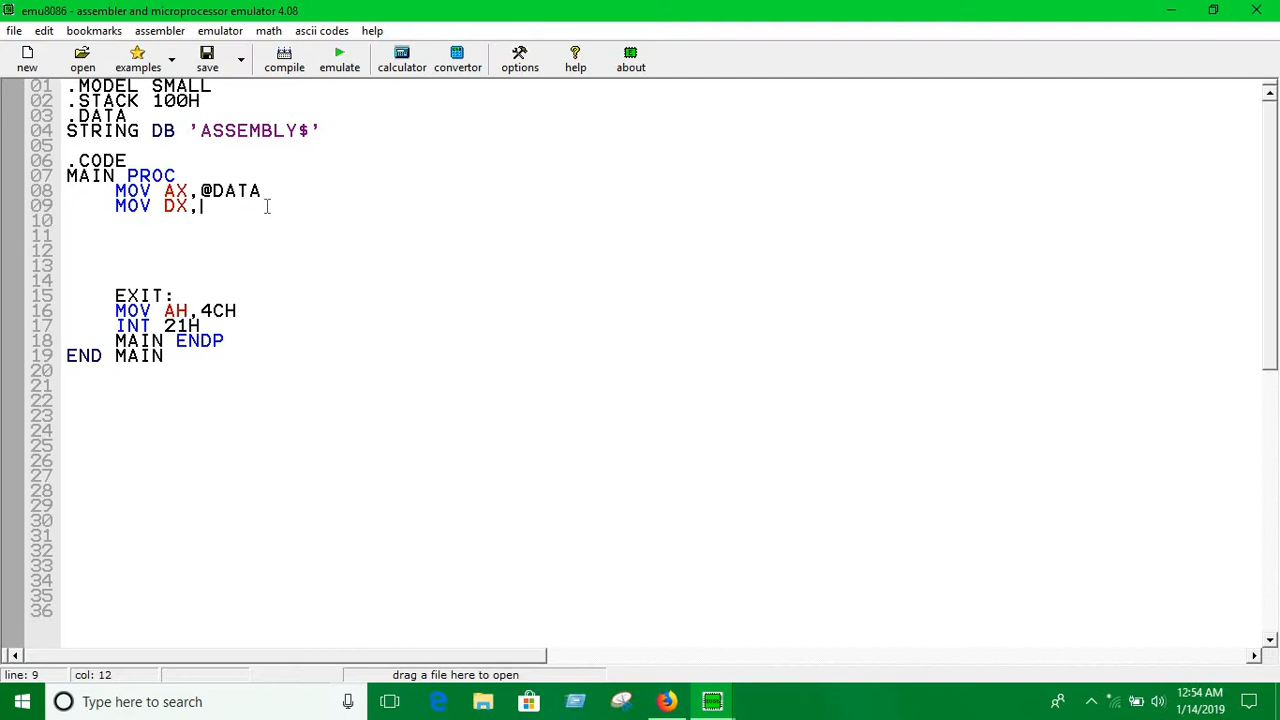 emu8086 - assembler and microprocessor emulator 4.08
file edit bookmarks assembler emulator math ascii codes help
new open examples save compile emulate calculator convertor options help about
01 .MODEL SMALL
02 .STACK 100H
03 .DATA
04 STRING DB 'ASSEMBLY$'
05
06 .CODE
07 MAIN PROC
08 MOV AX,@DATA
09 MOV DX,
10
11
12
13
14
15 EXIT:
16 MOV AH,4CH
17 INT 21H
18 MAIN ENDP
19 END MAIN
20
21
22
23
24
25
26
27
28
29
30
31
32
33
34
35
36
line: 9 col: 12 drag a file here to open
Type here to search
12:54 AM
1/14/2019